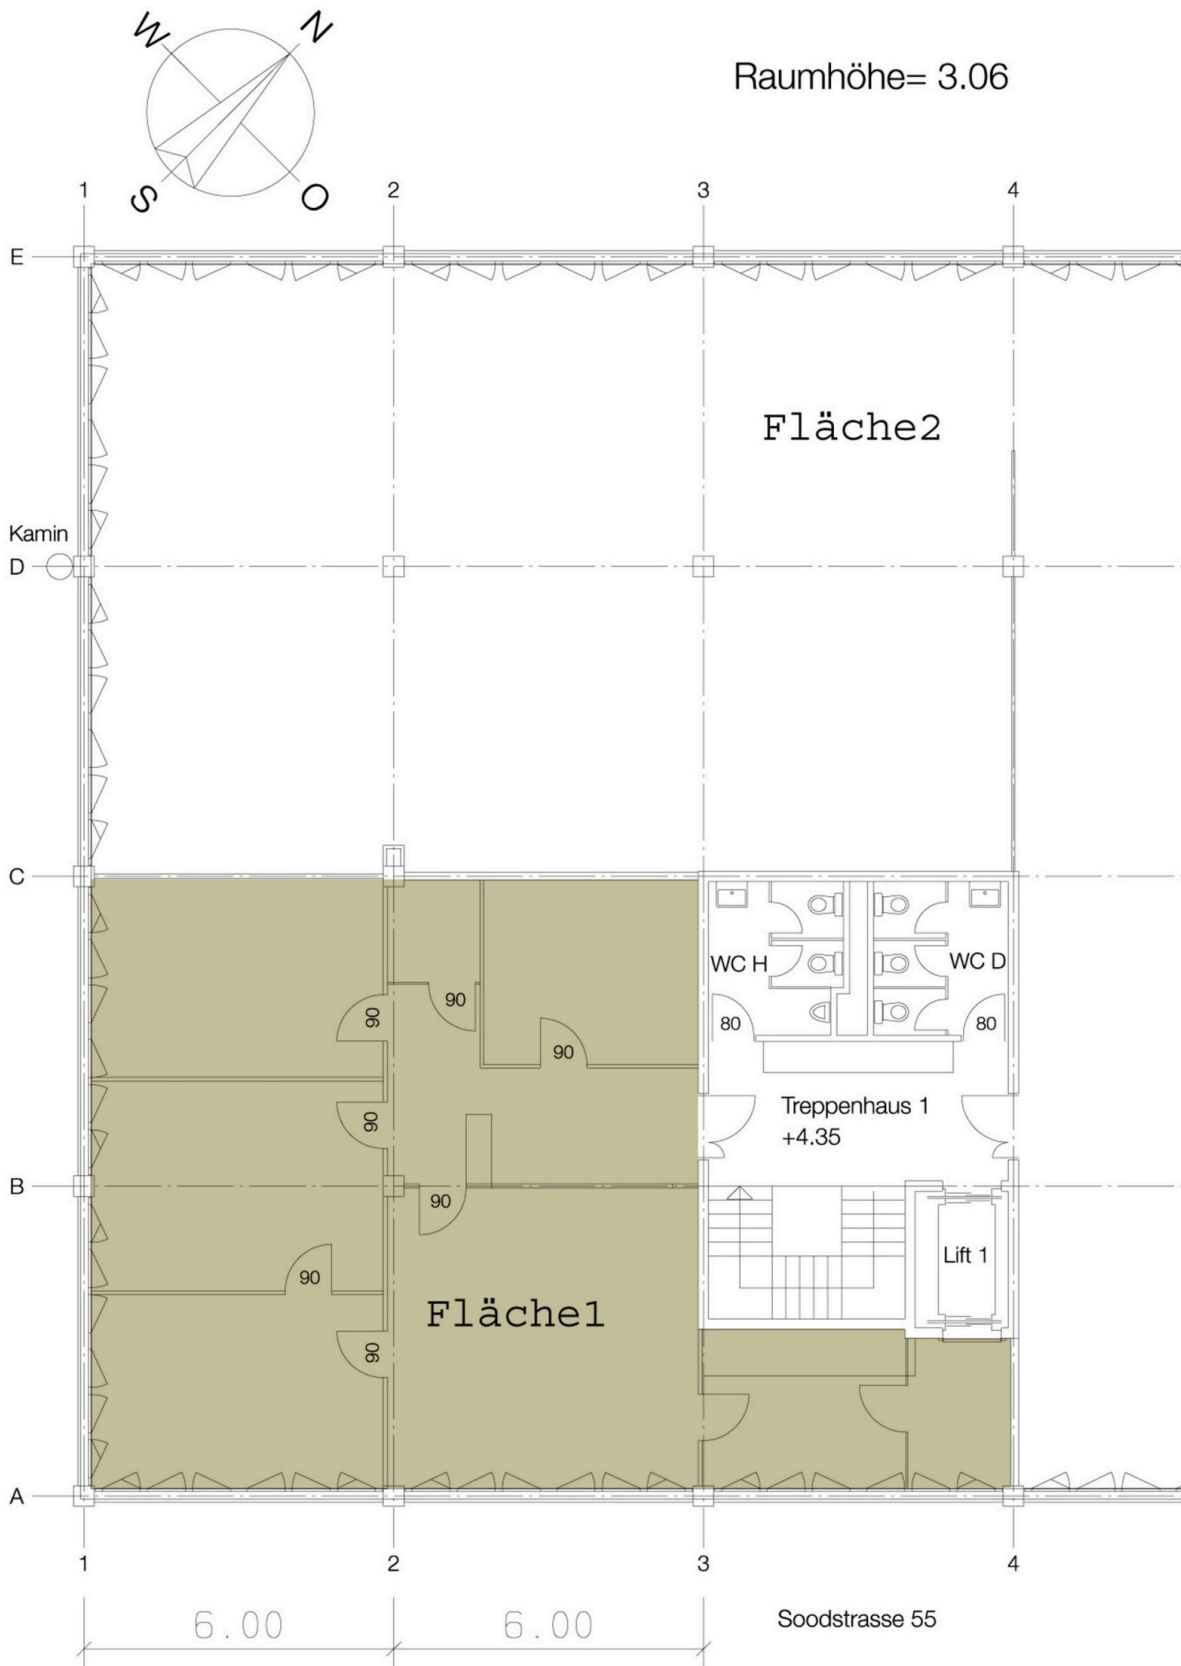 W
N
S
O
Raumhöhe= 3.06
1 2 3 4
E
Fläche2
Kamin
D
C
WC H
WC D
90
90
80
80
90
Treppenhaus 1
+4.35
90
B
90
Lift 1
90
Fläche1
90
A
1 2 3 4
6.00 6.00
Soodstrasse 55